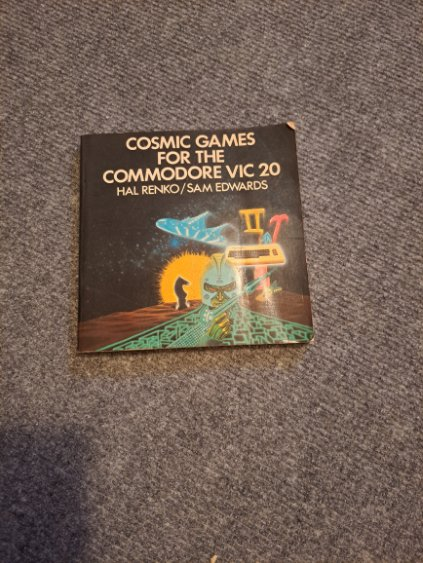 COSMIC GAMES
FOR THE
COMMODORE VIC 20
HAL RENKO/SAM EDWARDS